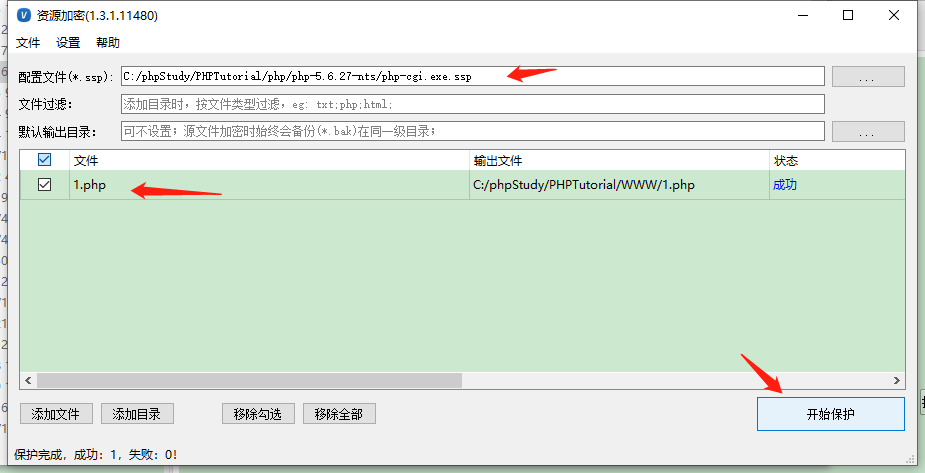 资源加密(1.3.1.11480)
文件 设置 帮助
配置文件(*.ssp): C:/phpStudy/PHPTutorial/php/php-5.6.27-nts/php-cgi.exe.ssp ...
文件过滤: 添加目录时，按文件类型过滤，eg: txt;php;html;
默认输出目录: 可不设置；源文件加密时始终会备份(*.bak)在同一级目录； ...
文件 输出文件 状态
1.php C:/phpStudy/PHPTutorial/WWW/1.php 成功
添加文件 添加目录 移除勾选 移除全部 开始保护
保护完成，成功：1，失败：0!